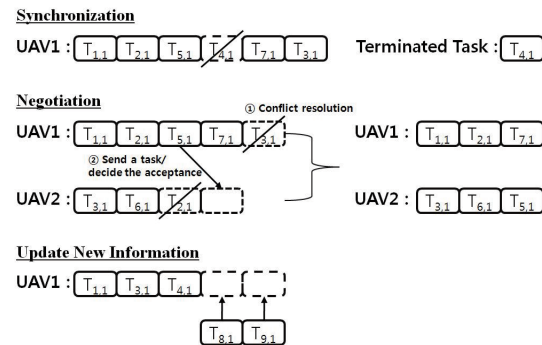 Synchronization
UAV1 : T1,1 T2,1 T5,1 T4,1 T7,1 T3,1 Terminated Task : T4,1
Negotiation
① Conflict resolution
UAV1 : T1,1 T2,1 T5,1 T7,1 T3,1 UAV1 : T1,1 T2,1 T7,1
② Send a task/
decide the acceptance
UAV2 : T3,1 T6,1 T2,1 UAV2 : T3,1 T6,1 T5,1
Update New Information
UAV1 : T1,1 T3,1 T4,1
T8,1 T9,1